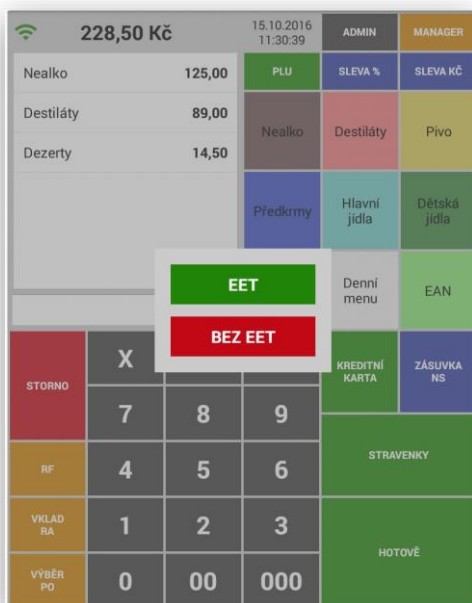 228,50 Kč
15.10.2016
11:30:39
ADMIN
MANAGER
Nealko 125,00
Destiláty 89,00
Dezerty 14,50
PLU
SLEVA %
SLEVA KČ
Nealko
Destiláty
Pivo
Předkrmy
Hlavní
jídla
Dětská
jídla
Denní
menu
EAN
EET
BEZ EET
STORNO
X
KREDITNÍ
KARTA
ZÁSUVKA
NS
7 8 9
STRAVENKY
RF
4 5 6
VKLAD
RA
1 2 3
HOTOVĚ
VÝBĚR
PO
0 00 000